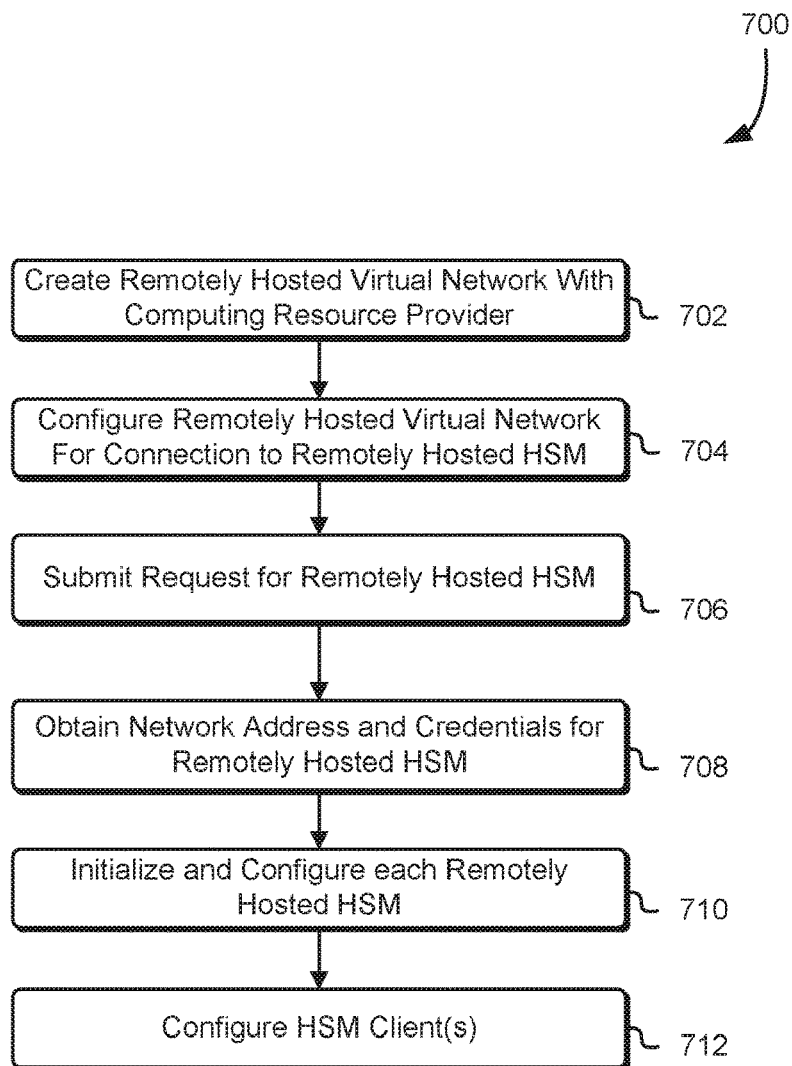 700
Create Remotely Hosted Virtual Network With
Computing Resource Provider
702
Configure Remotely Hosted Virtual Network
For Connection to Remotely Hosted HSM
704
Submit Request for Remotely Hosted HSM
706
Obtain Network Address and Credentials for
Remotely Hosted HSM
708
Initialize and Configure each Remotely
Hosted HSM
710
Configure HSM Client(s)
712